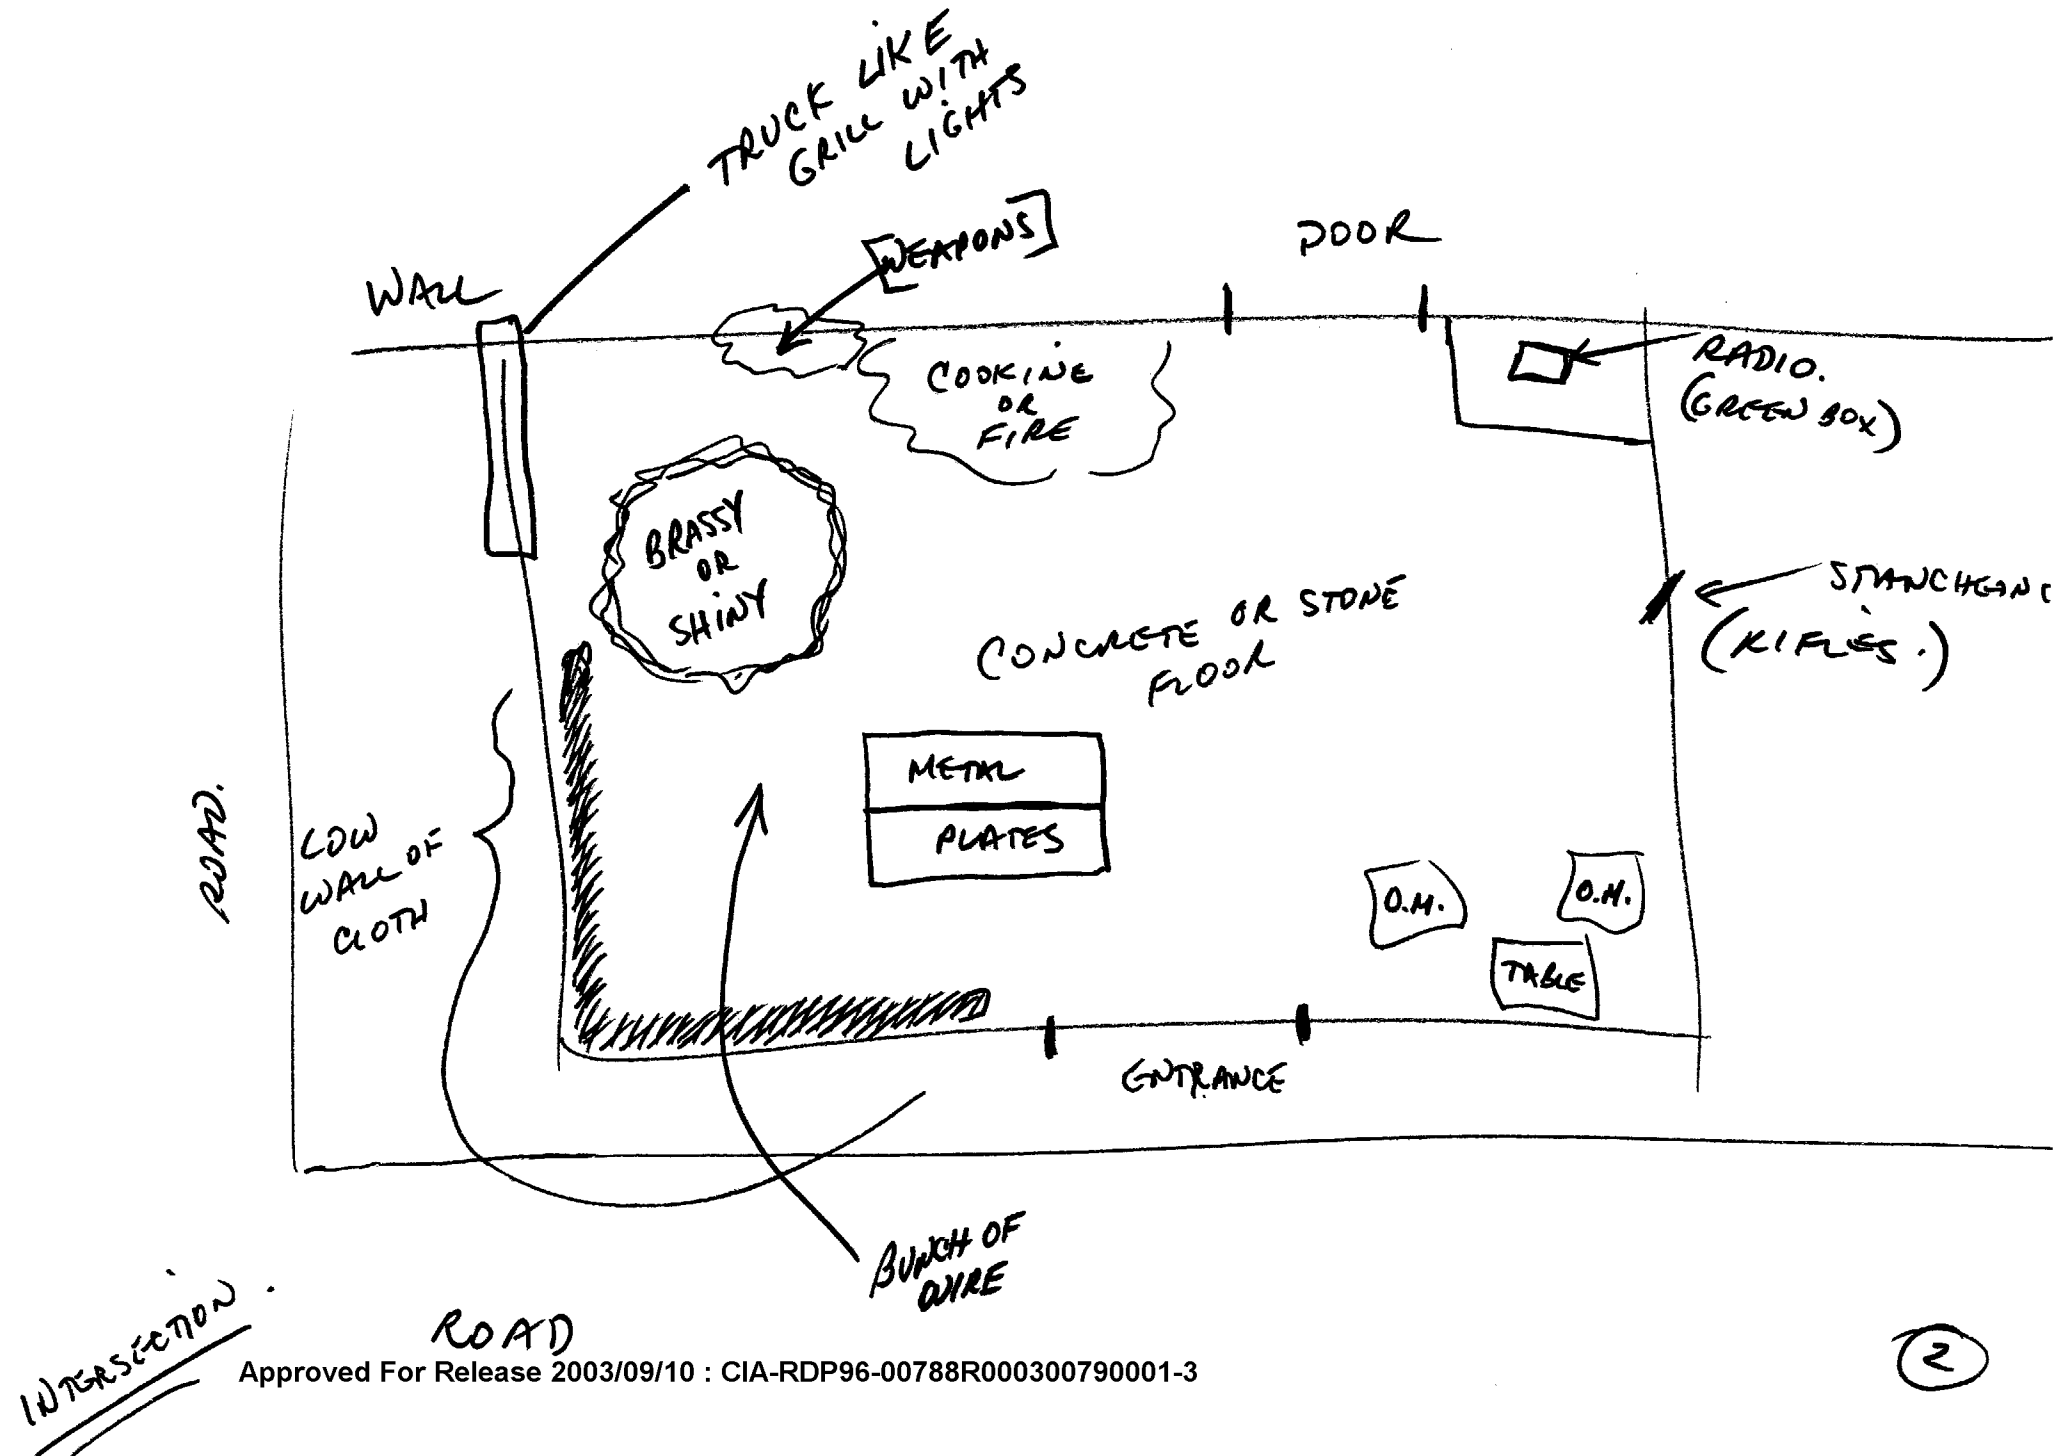 TRUCK LIKE
GRILL WITH
LIGHTS
[WEAPONS]
DOOR
WALL
RADIO.
(GREEN BOX)
COOKING
OR
FIRE
BRASSY
OR
SHINY
CONCRETE OR STONE
FLOOR
(RIFLES.)
METAL
PLATES
ROAD.
LOW
WALL OF
CLOTH
O.M.
O.M.
TABLE
ENTRANCE
BUNCH OF
WIRE
INTERSECTION.
ROAD
Approved For Release 2003/09/10 : CIA-RDP96-00788R000300790001-3
2